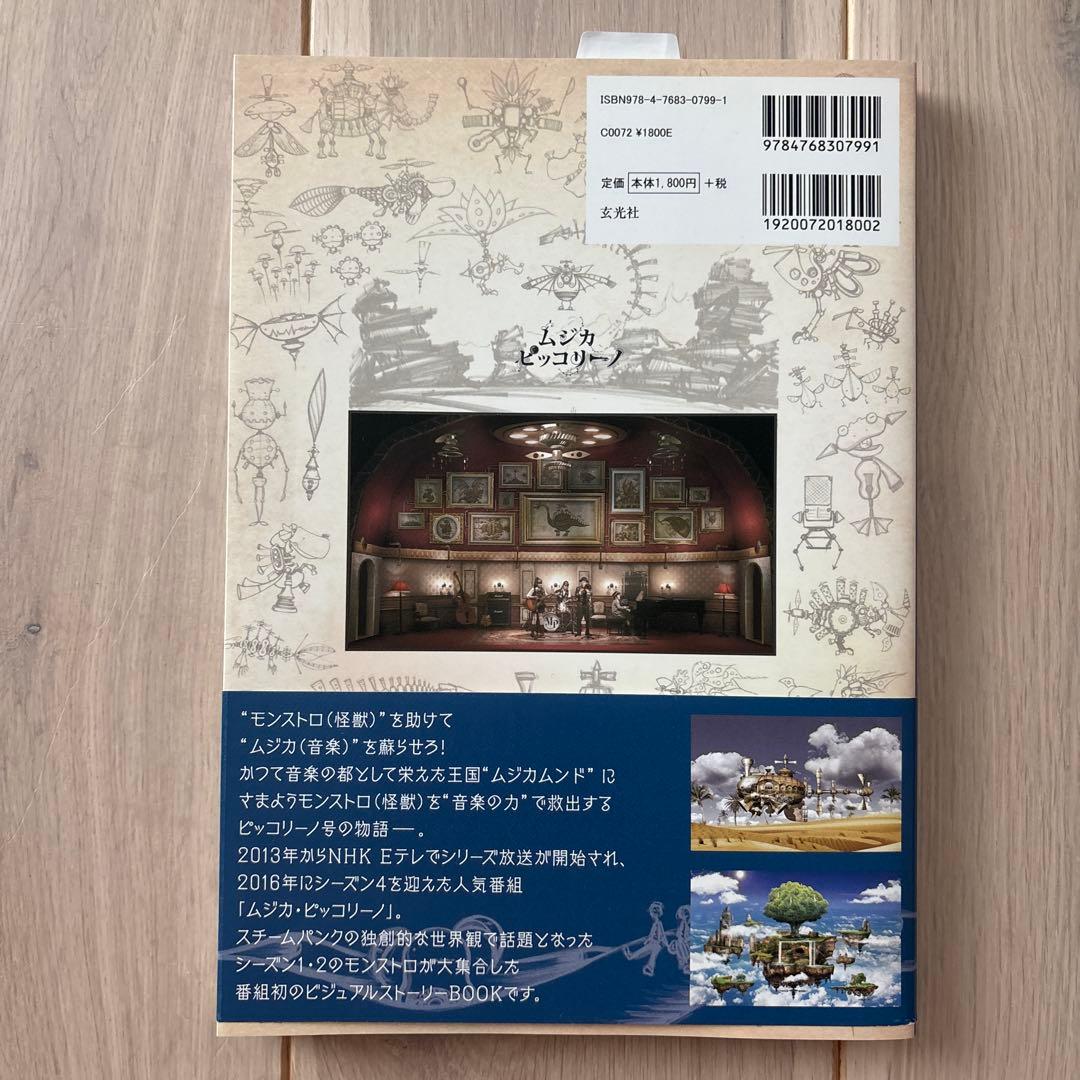 ISBN978-4-7683-0799-1
C0072 ¥1800E
9784768307991
定価 本体1,800円 +税
玄光社
1920072018002
ムジカ
ピッコリーノ
MP
“モンストロ(怪獣)”を助けて
“ムジカ(音楽)”を蘇らせろ!
かつて音楽の都として栄えた王国“ムジカムンド”に
さまようモンストロ(怪獣)を“音楽の力”で救出する
ピッコリーノ号の物語―。
2013年からNHK Eテレでシリーズ放送が開始され、
2016年にシーズン4を迎えた人気番組
「ムジカ・ピッコリーノ」。
スチームパンクの独創的な世界観で話題となった
シーズン1・2のモンストロが大集合した
番組初のビジュアルストーリーBOOKです。